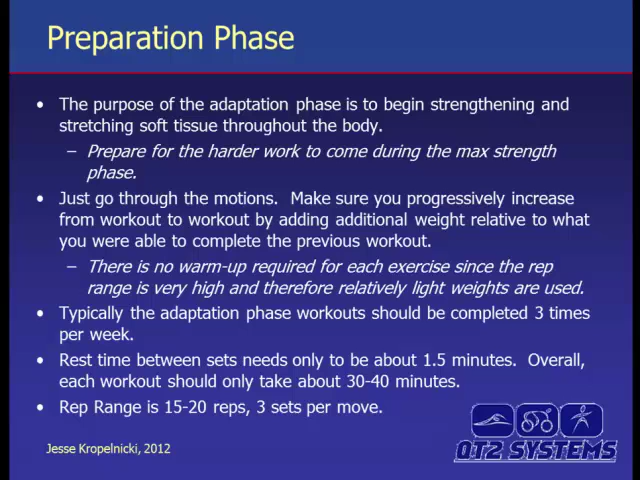 Preparation Phase
• The purpose of the adaptation phase is to begin strengthening and
stretching soft tissue throughout the body.
– Prepare for the harder work to come during the max strength
phase.
• Just go through the motions. Make sure you progressively increase
from workout to workout by adding additional weight relative to what
you were able to complete the previous workout.
– There is no warm-up required for each exercise since the rep
range is very high and therefore relatively light weights are used.
• Typically the adaptation phase workouts should be completed 3 times
per week.
• Rest time between sets needs only to be about 1.5 minutes. Overall,
each workout should only take about 30-40 minutes.
• Rep Range is 15-20 reps, 3 sets per move.
Jesse Kropelnicki, 2012
QT2 SYSTEMS